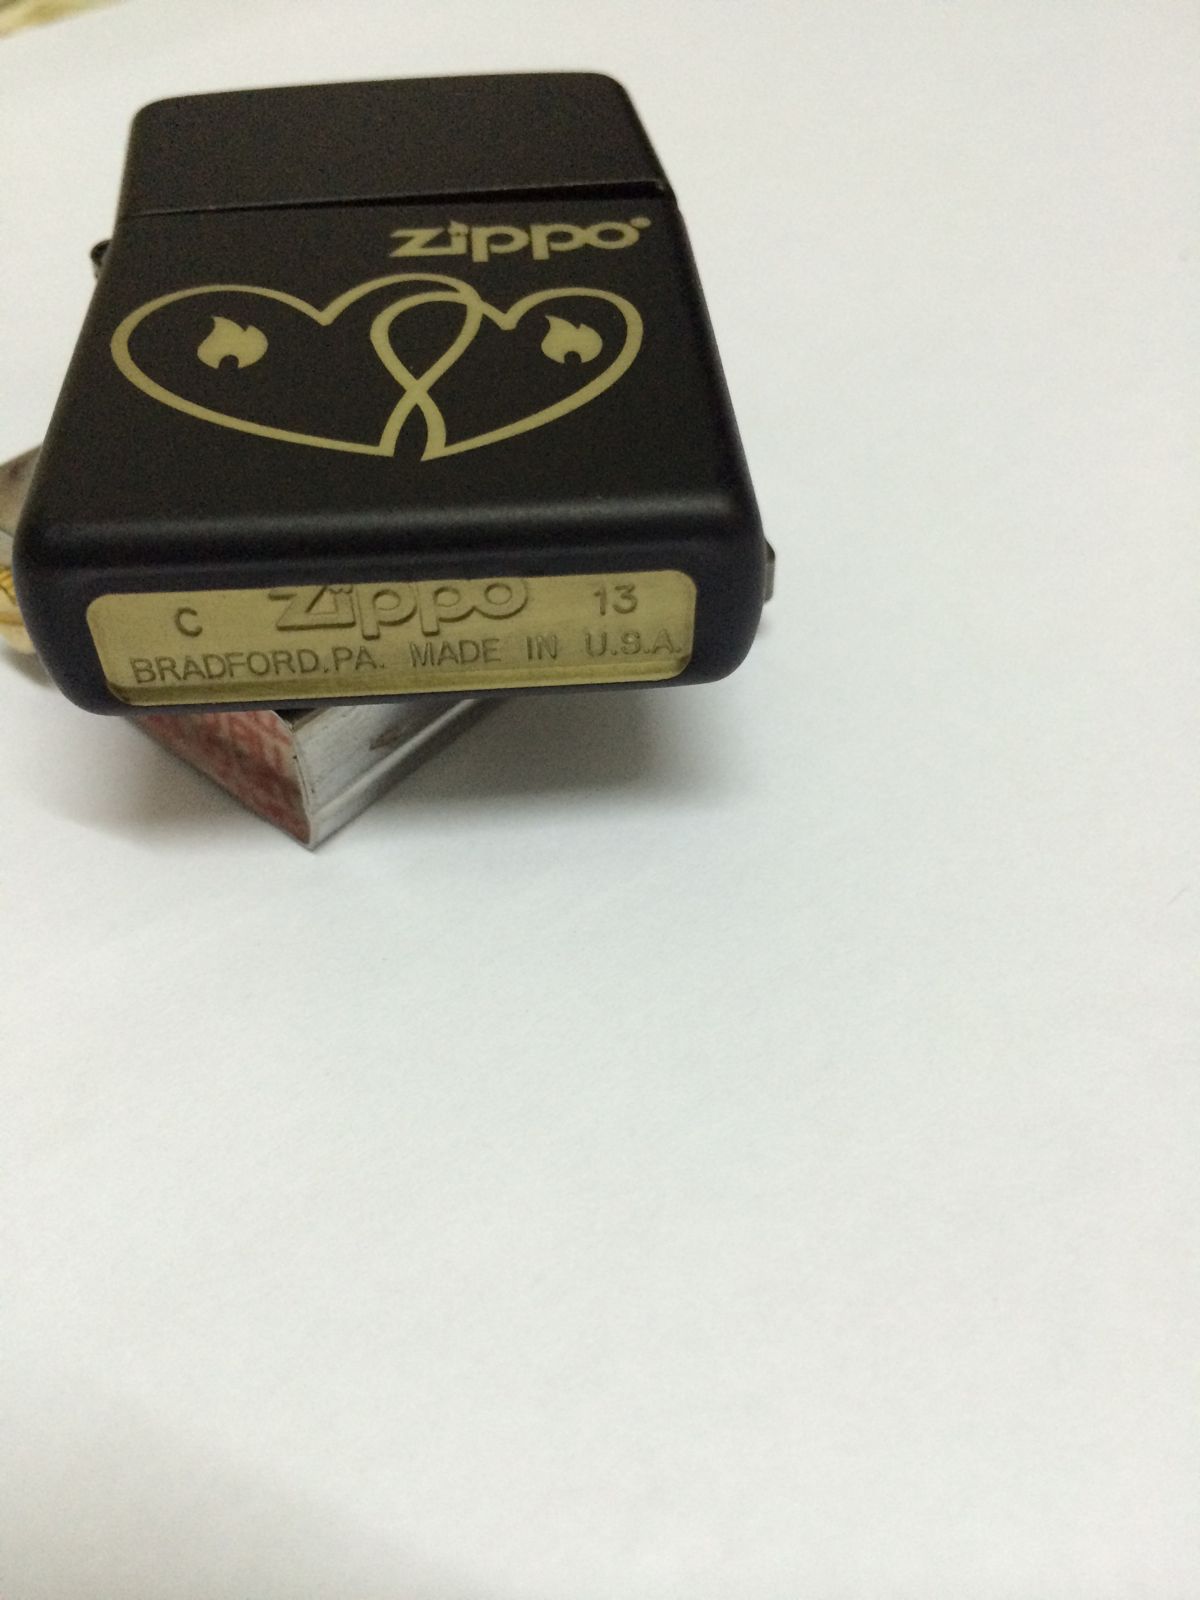 zippo
C Zippo 13
BRADFORD.PA. MADE IN U.S.A.